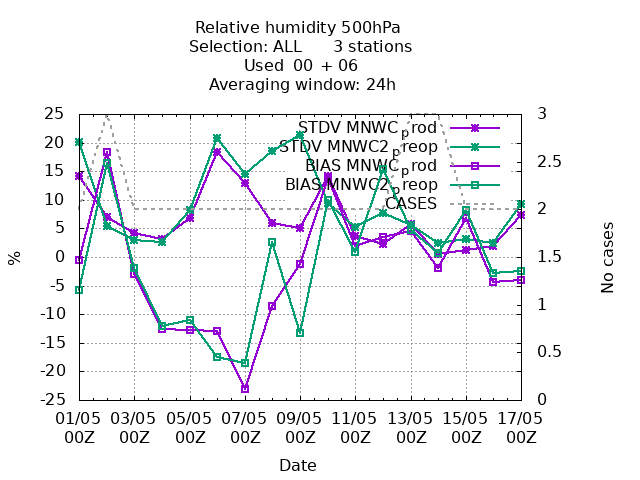 Relative humidity 500hPa
Selection: ALL 3 stations
Used 00 + 06
Averaging window: 24h
25 3
STDV MNWC_prod
20
STDV MNWC2_preop
2.5
15
BIAS MNWC_prod
10
BIAS MNWC2_preop
2
CASES
5
0 1.5
-5
-10 1
-15
0.5
-20
-25 0
%
No cases
01/05 03/05 05/05 07/05 09/05 11/05 13/05 15/05 17/05
00Z 00Z 00Z 00Z 00Z 00Z 00Z 00Z 00Z
Date